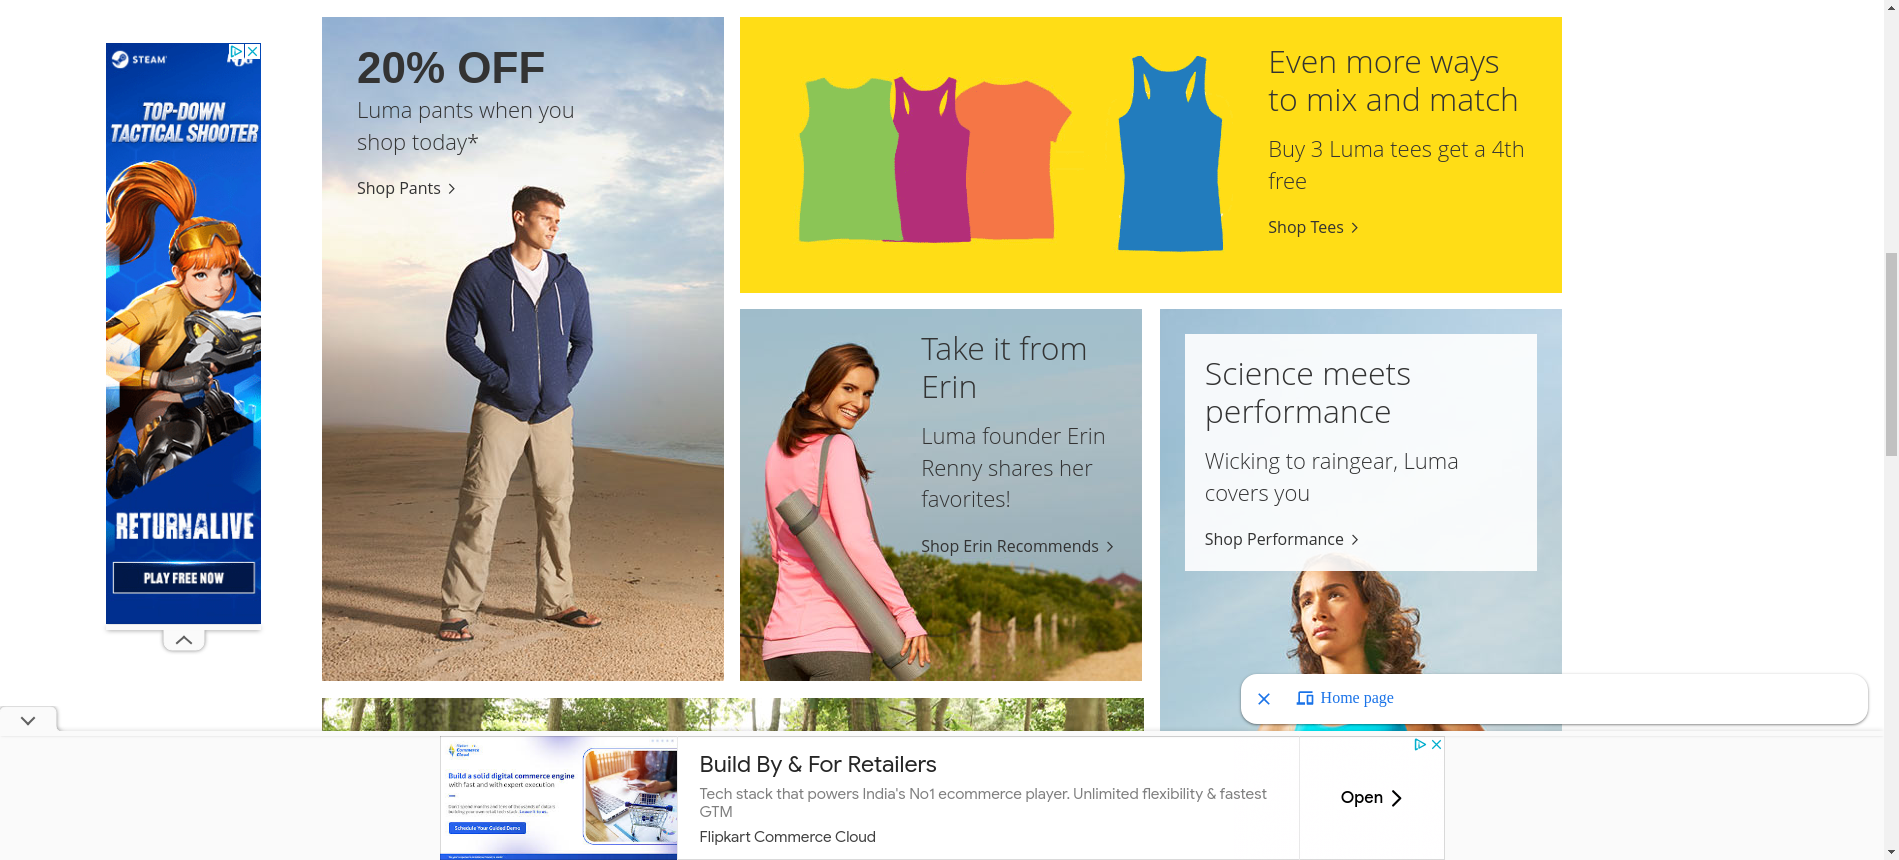 STEAM
TOP-DOWN
TACTICAL SHOOTER
RETURNALIVE
PLAY FREE NOW
20% OFF
Luma pants when you
shop today*
Shop Pants
Even more ways
to mix and match
Buy 3 Luma tees get a 4th
free
Shop Tees
Take it from
Erin
Luma founder Erin
Renny shares her
favorites!
Shop Erin Recommends
Science meets
performance
Wicking to raingear, Luma
covers you
Shop Performance
Home page
Commerce
Cloud
Build a solid digital commerce engine
with fast and with expert execution
Schedule Your Guided Demo
Build By & For Retailers
Tech stack that powers India's No1 ecommerce player. Unlimited flexibility & fastest
GTM
Flipkart Commerce Cloud
Open